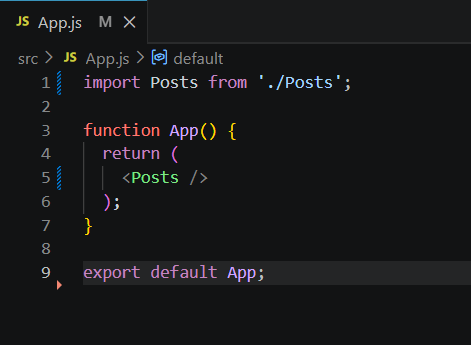 JS App.js M
src > JS App.js > default
1 import Posts from './Posts';
2
3 function App() {
4   return (
5     <Posts />
6   );
7 }
8
9 export default App;